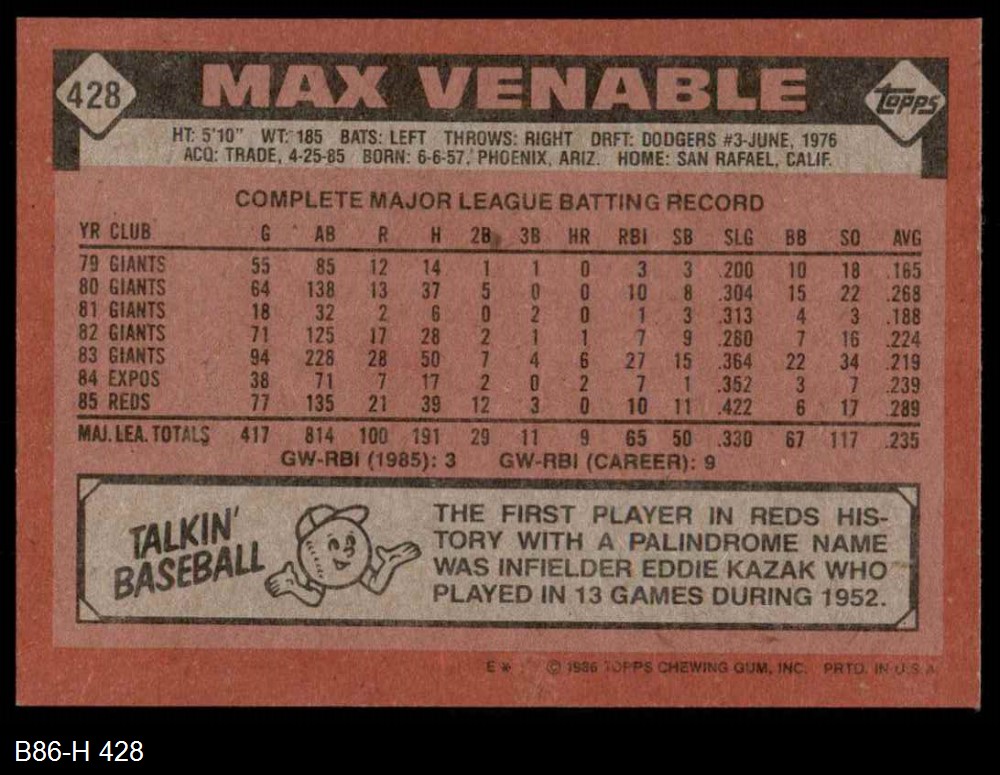 428 MAX VENABLE Topps
HT: 5'10" WT: 185 BATS: LEFT THROWS: RIGHT DRFT: DODGERS #3-JUNE, 1976
ACQ: TRADE, 4-25-85 BORN: 6-6-57, PHOENIX, ARIZ. HOME: SAN RAFAEL, CALIF.
COMPLETE MAJOR LEAGUE BATTING RECORD
YR CLUB G AB R H 2B 3B HR RBI SB SLG BB SO AVG
79 GIANTS 55 85 12 14 1 1 0 3 3 .200 10 18 .165
80 GIANTS 64 138 13 37 5 0 0 10 8 .304 15 22 .268
81 GIANTS 18 32 2 6 0 2 0 1 3 .313 4 3 .188
82 GIANTS 71 125 17 28 2 1 1 7 9 .280 7 16 .224
83 GIANTS 94 228 28 50 7 4 6 27 15 .364 22 34 .219
84 EXPOS 38 71 7 17 2 0 2 7 1 .352 3 7 .239
85 REDS 77 135 21 39 12 3 0 10 11 .422 6 17 .289
MAJ. LEA. TOTALS 417 814 100 191 29 11 9 65 50 .330 67 117 .235
GW-RBI (1985): 3 GW-RBI (CAREER): 9
TALKIN'
BASEBALL
THE FIRST PLAYER IN REDS HIS-
TORY WITH A PALINDROME NAME
WAS INFIELDER EDDIE KAZAK WHO
PLAYED IN 13 GAMES DURING 1952.
E * © 1986 TOPPS CHEWING GUM, INC. PRTD. IN U.S.A.
B86-H 428